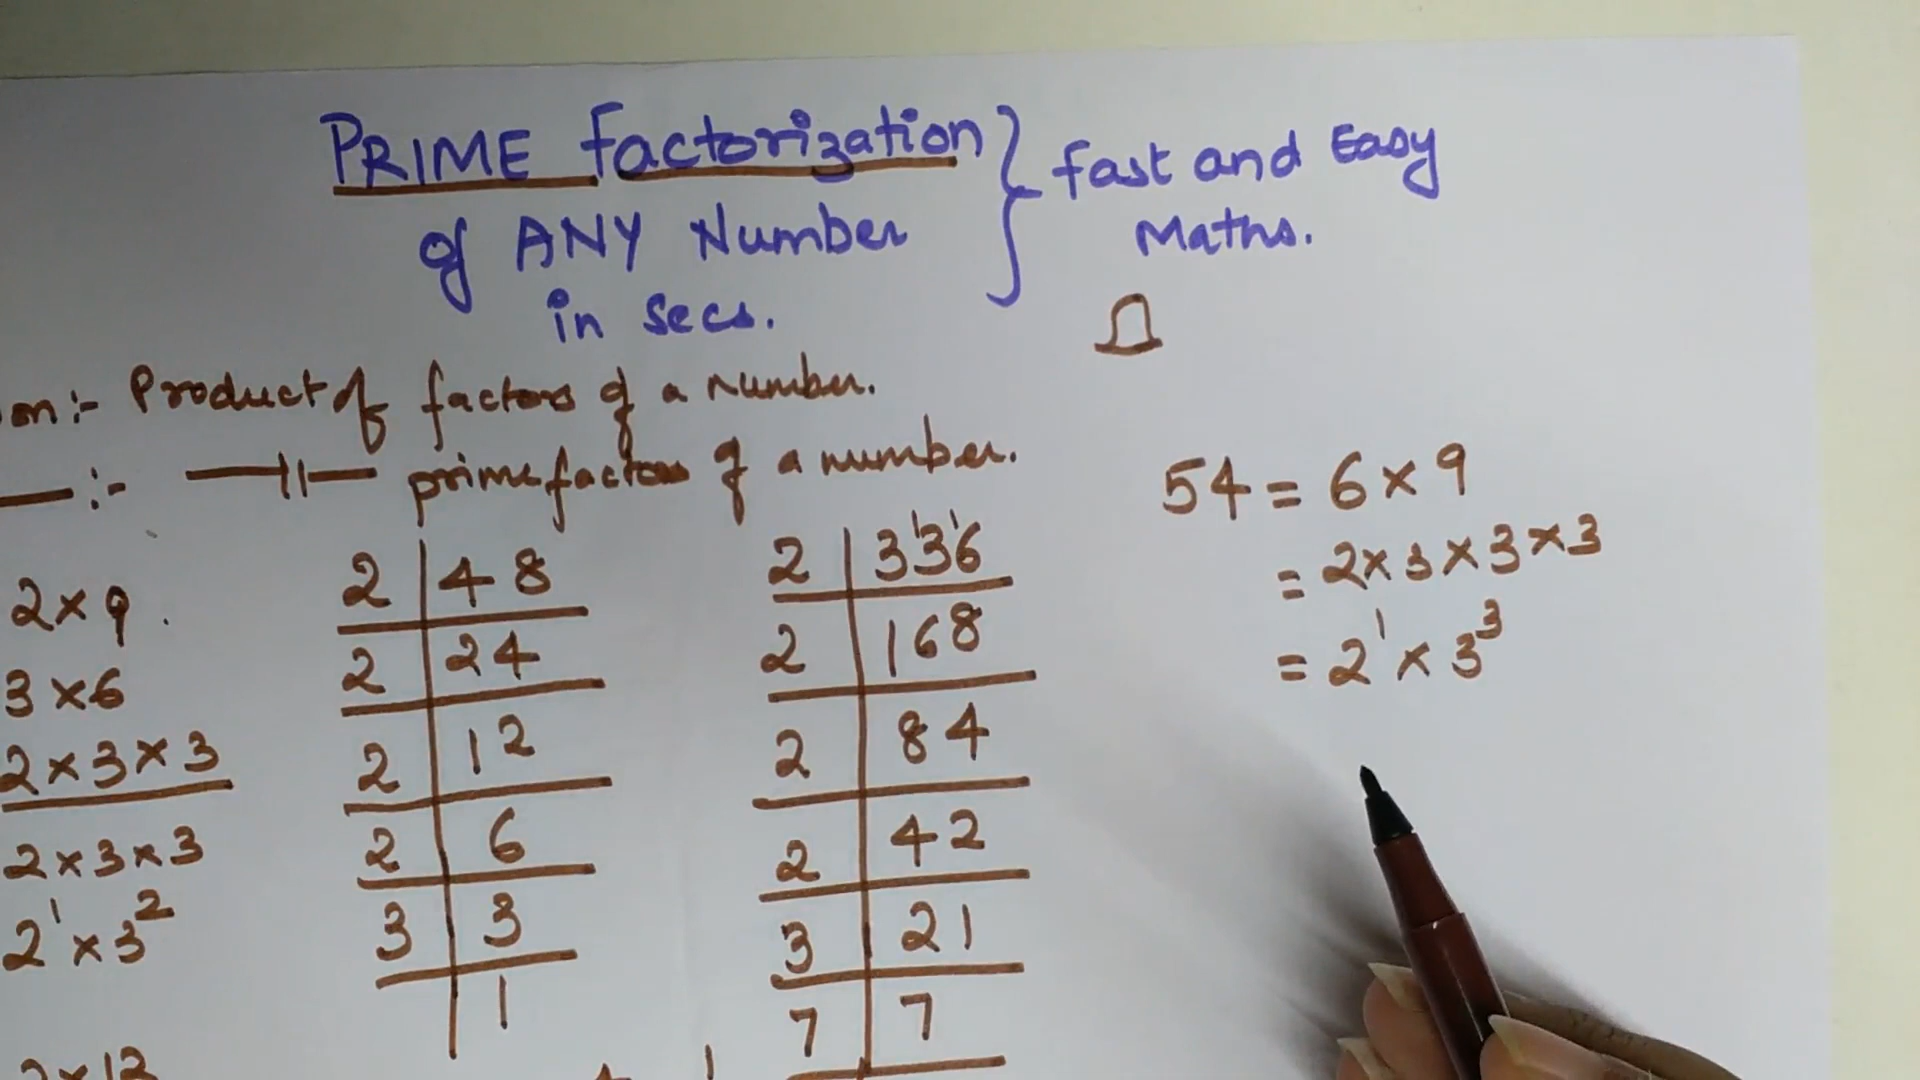 PRIME factorization
of ANY Number
in secs.
fast and Easy
Maths.
on:- Product of factors of a number.
:- —||— prime factors of a number.
2×9.
3×6
2×3×3
2×3×3
2¹×3²
2×12
2 | 48
2 | 24
2 | 12
2 | 6
3 | 3
1
2 | 3¹3¹6
2 | 168
2 | 84
2 | 42
3 | 21
7 | 7
54 = 6×9
= 2×3×3×3
= 2¹×3³